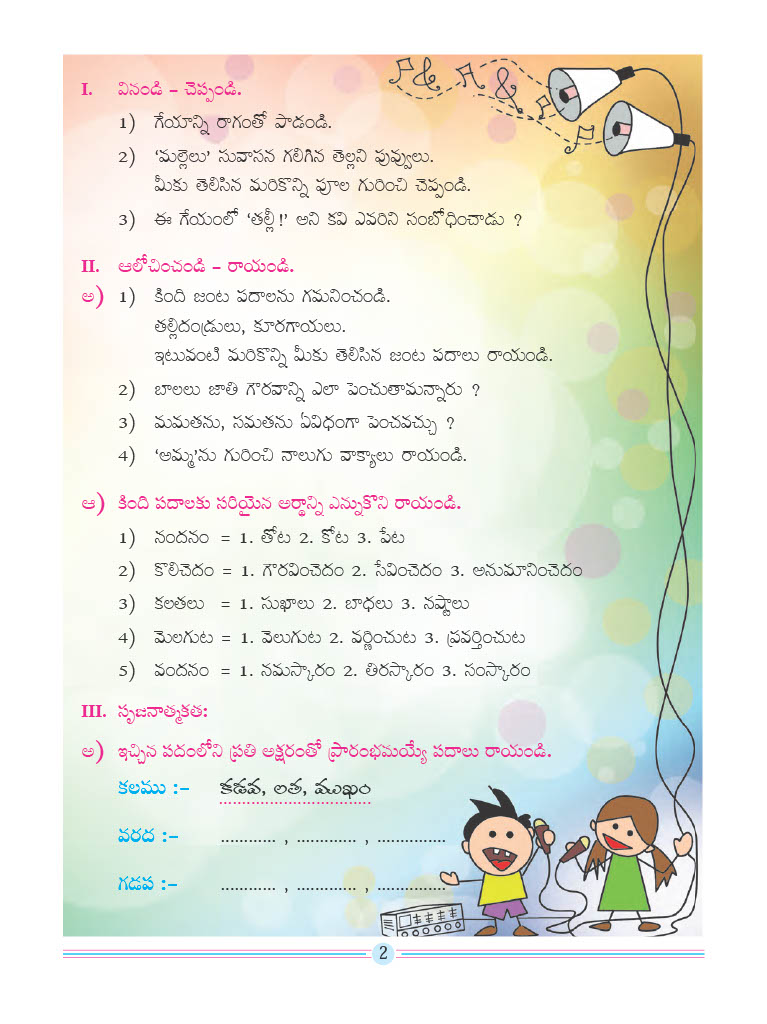 I. వినండి – చెప్పండి.
1) గేయాన్ని రాగంతో పాడండి.
2) ‘మల్లెలు’ సువాసన గలిగిన తెల్లని పువ్వులు.
మీకు తెలిసిన మరికొన్ని పూల గురించి చెప్పండి.
3) ఈ గేయంలో ‘తల్లీ!’ అని కవి ఎవరిని సంబోధించాడు ?
II. ఆలోచించండి – రాయండి.
అ) 1) కింది జంట పదాలను గమనించండి.
తల్లిదండ్రులు, కూరగాయలు.
ఇటువంటి మరికొన్ని మీకు తెలిసిన జంట పదాలు రాయండి.
2) బాలలు జాతి గౌరవాన్ని ఎలా పెంచుతామన్నారు ?
3) మమతను, సమతను ఏవిధంగా పెంచవచ్చు ?
4) ‘అమ్మ’ను గురించి నాలుగు వాక్యాలు రాయండి.
ఆ) కింది పదాలకు సరియైన అర్థాన్ని ఎన్నుకొని రాయండి.
1) నందనం = 1. తోట 2. కోట 3. పేట
2) కొలిచెదం = 1. గౌరవించెదం 2. సేవించెదం 3. అనుమానించెదం
3) కలతలు = 1. సుఖాలు 2. బాధలు 3. నష్టాలు
4) మెలగుట = 1. వెలుగుట 2. వర్ణించుట 3. ప్రవర్తించుట
5) వందనం = 1. నమస్కారం 2. తిరస్కారం 3. సంస్కారం
III. సృజనాత్మకత:
అ) ఇచ్చిన పదంలోని ప్రతి అక్షరంతో ప్రారంభమయ్యే పదాలు రాయండి.
కలము :– కడవ, లత, ముఖం
వరద :– ............ , ............. , ...............
గడప :– ............ , ............. , ...............
2